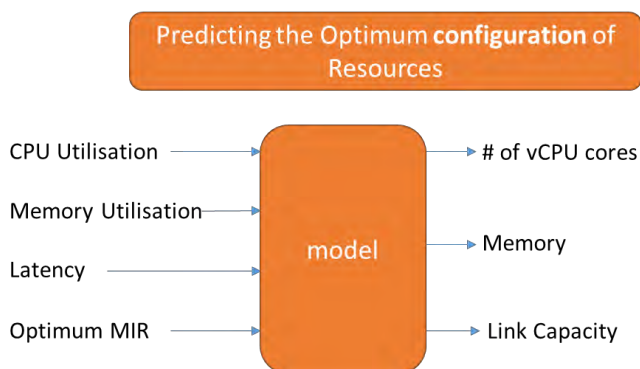 Predicting the Optimum configuration of
Resources
CPU Utilisation
# of vCPU cores
Memory Utilisation
Memory
model
Latency
Optimum MIR
Link Capacity